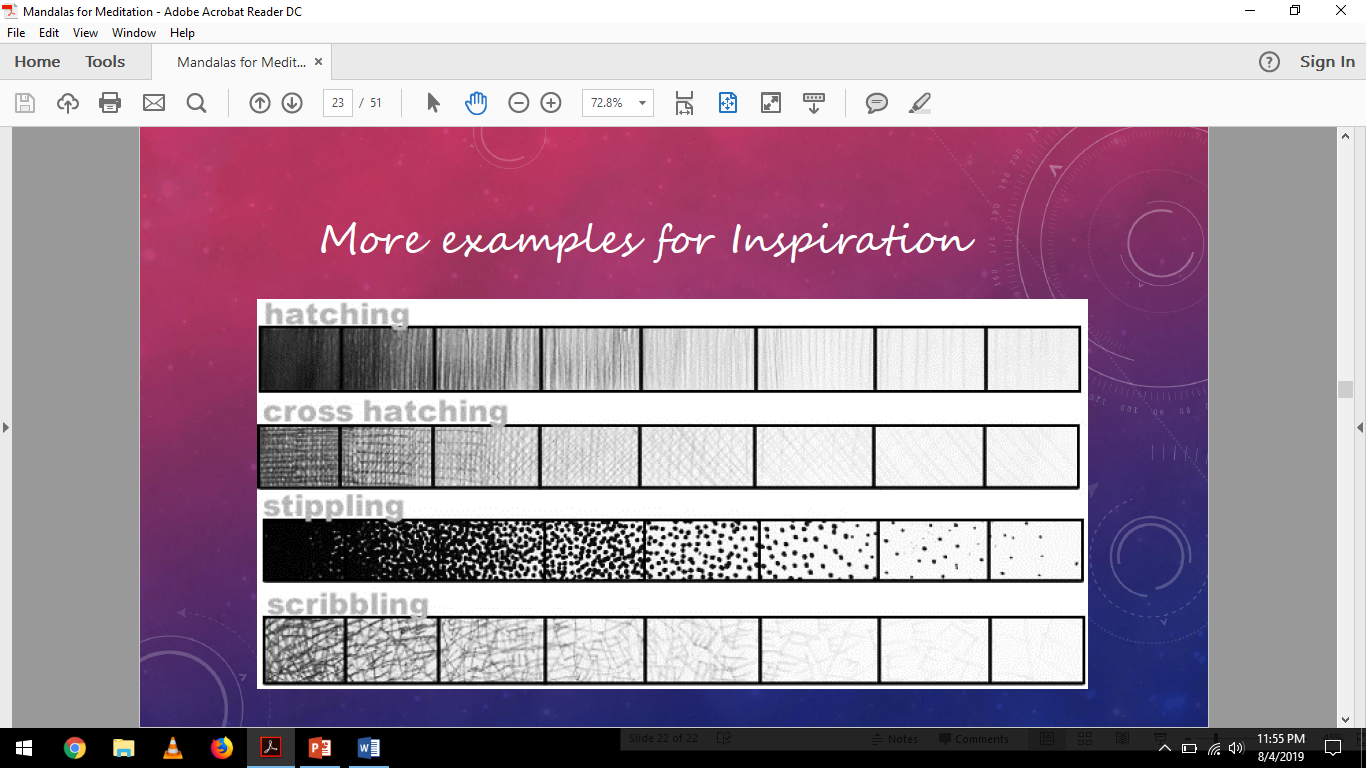 Mandalas for Meditation - Adobe Acrobat Reader DC
File Edit View Window Help
Home Tools Mandalas for Medit... × ? Sign In
23 / 51 72.8%
More examples for Inspiration
hatching
cross hatching
stippling
scribbling
Slide 22 of 22 Notes Comments
11:55 PM
8/4/2019